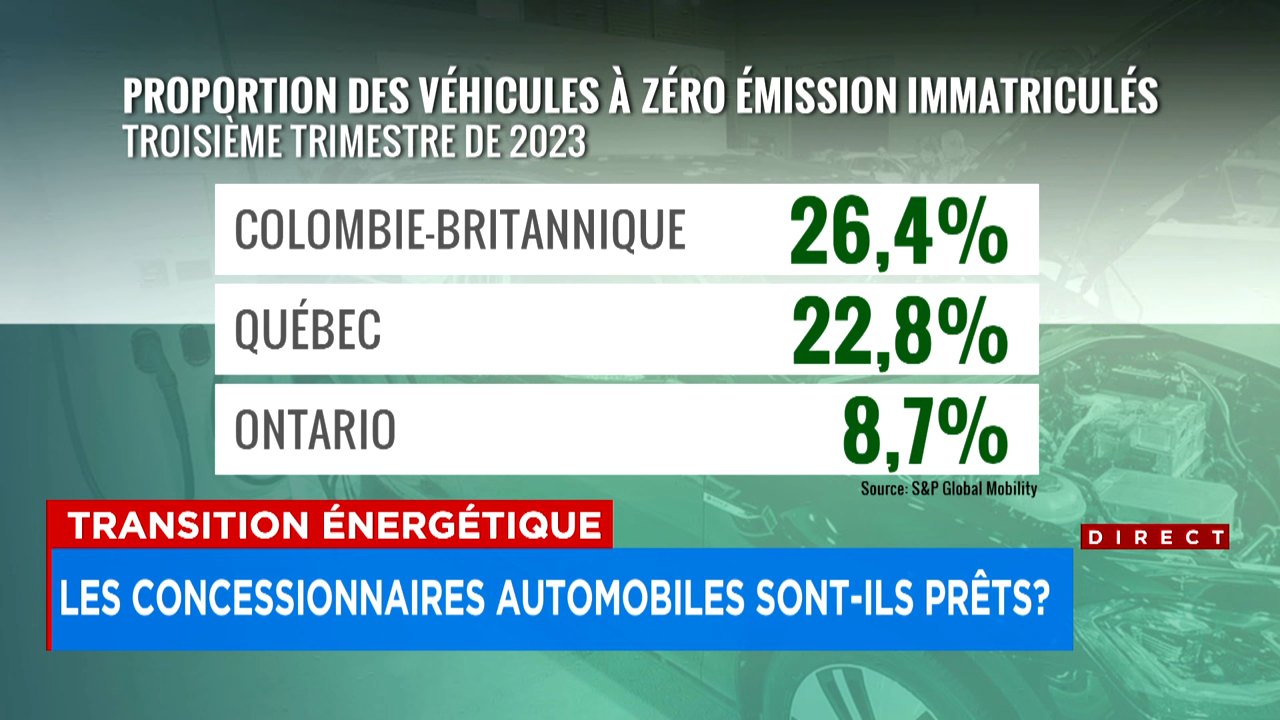 PROPORTION DES VÉHICULES À ZÉRO ÉMISSION IMMATRICULÉS
TROISIÈME TRIMESTRE DE 2023
COLOMBIE-BRITANNIQUE 26,4%
QUÉBEC 22,8%
ONTARIO 8,7%
Source: S&P Global Mobility
TRANSITION ÉNERGÉTIQUE
DIRECT
LES CONCESSIONNAIRES AUTOMOBILES SONT-ILS PRÊTS?